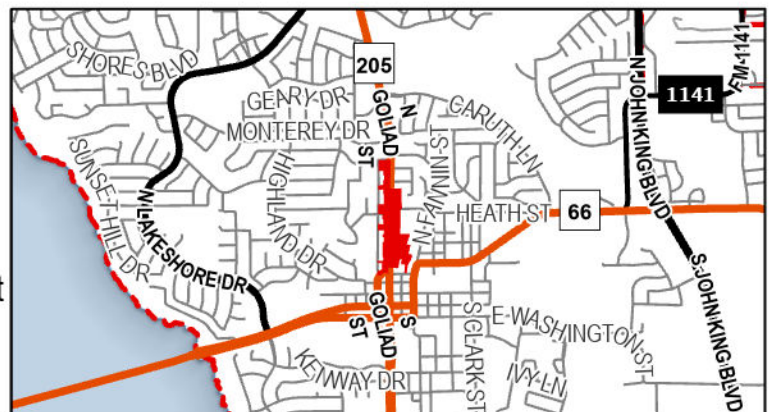 SHORES BLVD
205
N JOHN KING BLVD
FM-1141
1141
GEARY DR
N GOLIAD ST
CARUTH LN
MONTEREY DR
SUNSET HILL DR
HIGHLAND DR
N FANNIN ST
N LAKESHORE DR
HEATH ST
66
S JOHN KING BLVD
t
S GOLIAD ST
E WASHINGTON ST
S CLARK ST
KENWAY DR
IVY LN